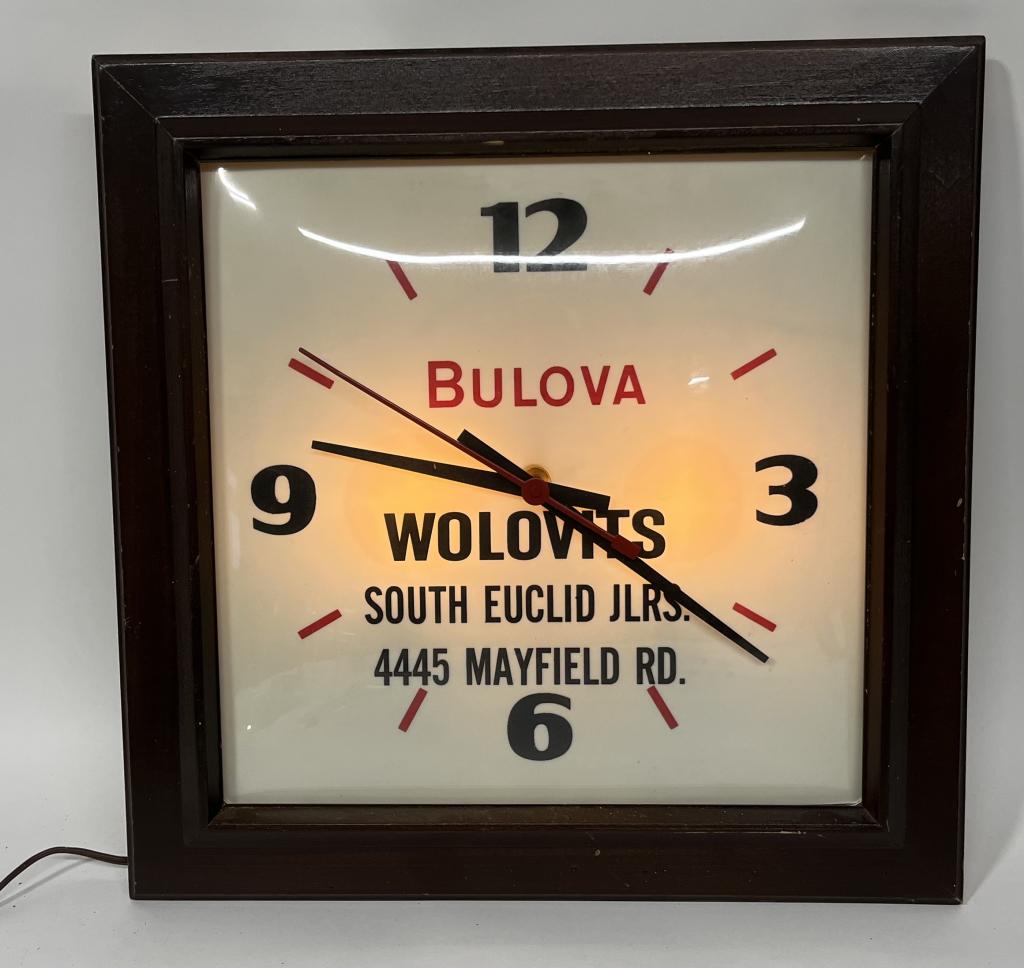 12
BULOVA
9 3
WOLOVITS
SOUTH EUCLID JLRS.
4445 MAYFIELD RD.
6